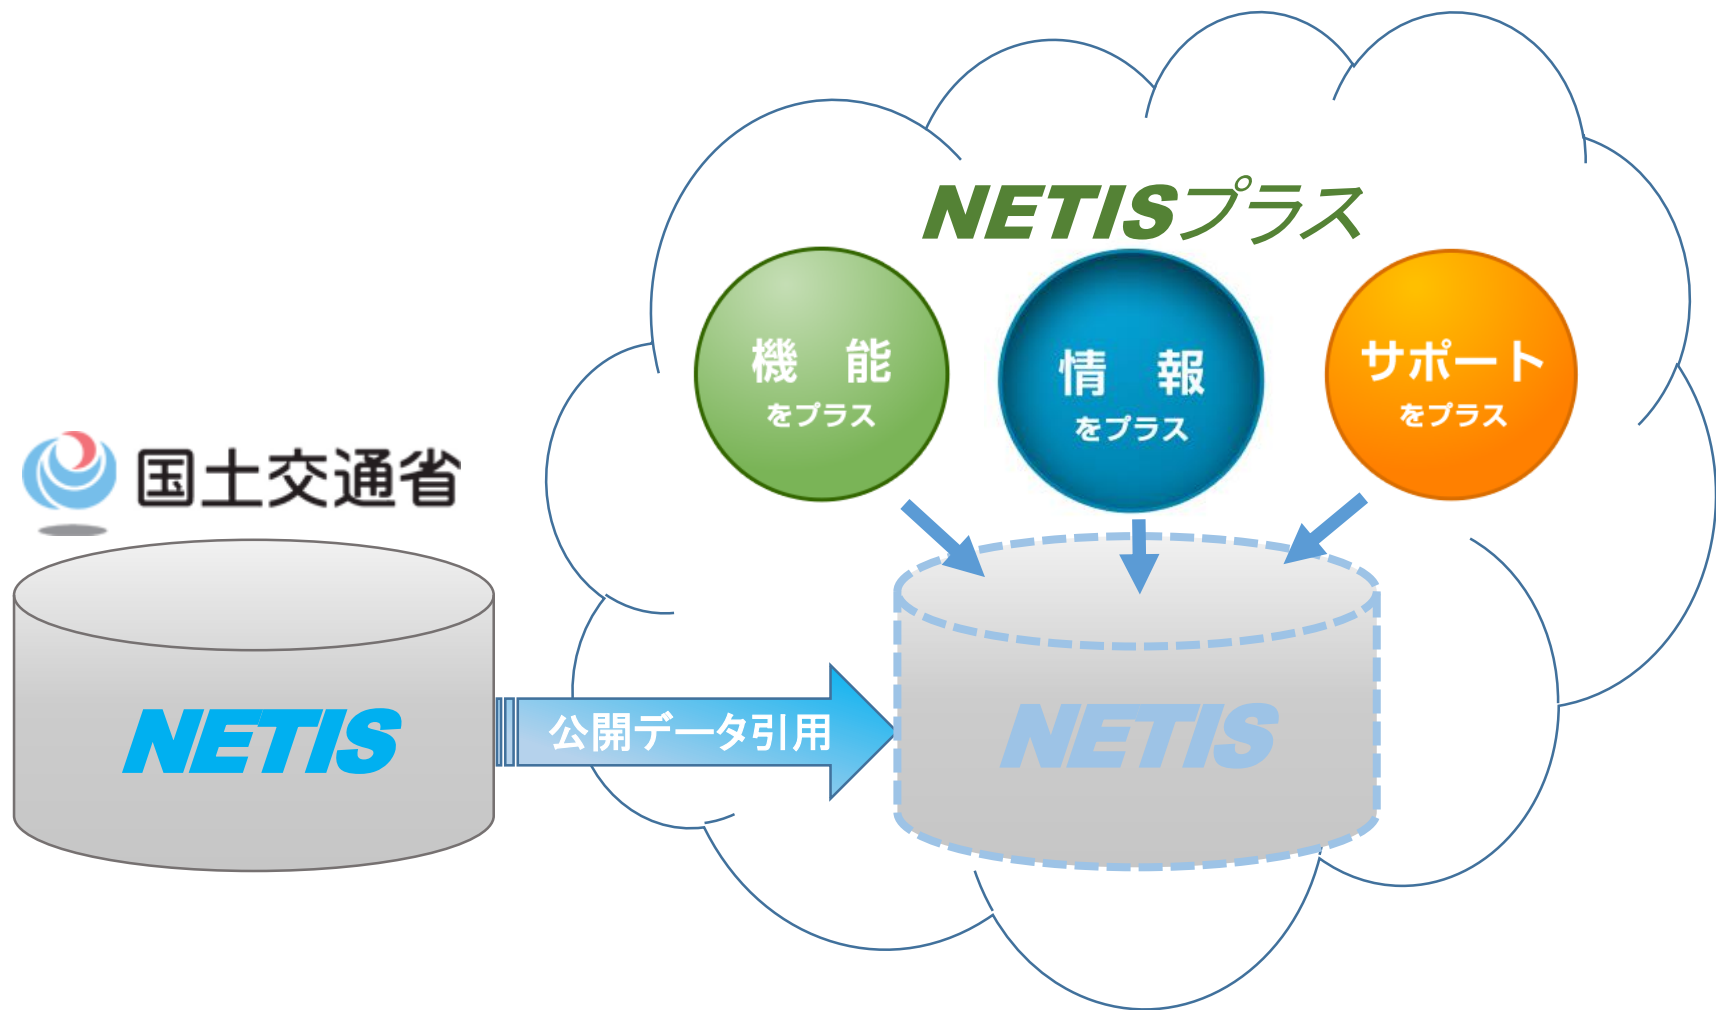 NETISプラス
機 能
をプラス
情 報
をプラス
サポート
をプラス
国土交通省
NETIS
公開データ引用
NETIS